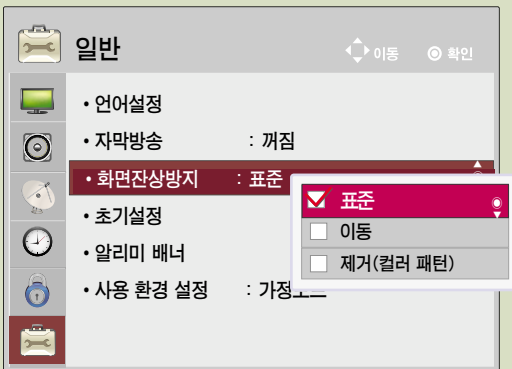 일반
이동 확인
• 언어설정
• 자막방송 : 꺼짐
• 화면잔상방지 : 표준
• 초기설정
• 알리미 배너
• 사용 환경 설정 :
표준
이동
제거(컬러 패턴)